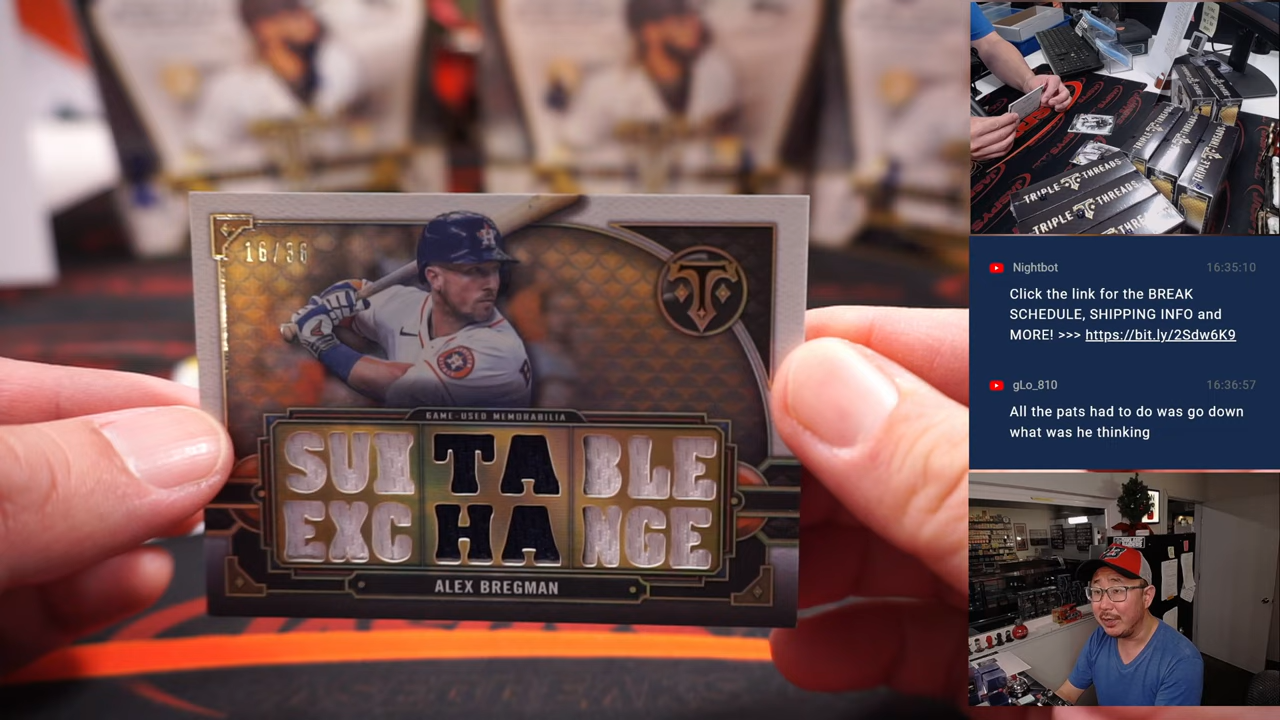 16/36
GAME-USED MEMORABILIA
SUITABLE
EXCHANGE
ALEX BREGMAN
TRIPLE THREADS
TRIPLE THREADS
Nightbot 16:35:10
Click the link for the BREAK
SCHEDULE, SHIPPING INFO and
MORE! >>> https://bit.ly/2Sdw6K9
gLo_810 16:36:57
All the pats had to do was go down
what was he thinking